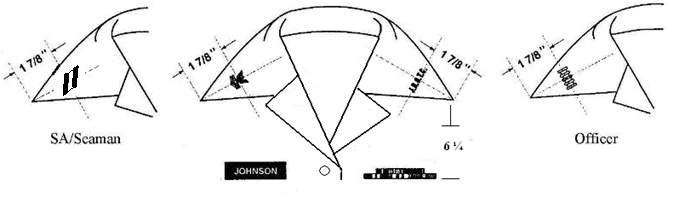 1 7/8"
1 7/8"
1 7/8"
1 7/8"
SA/Seaman
Officer
6 ¼
JOHNSON